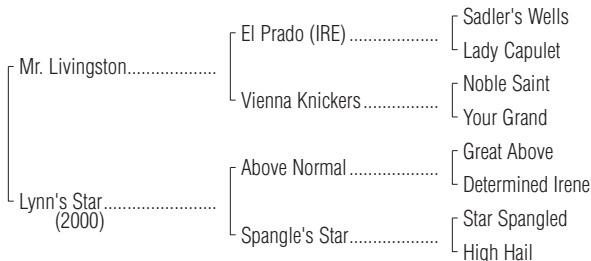 Sadler's Wells
El Prado (IRE)
Lady Capulet
Mr. Livingston
Noble Saint
Vienna Knickers
Your Grand
Great Above
Above Normal
Determined Irene
Lynn's Star
(2000)
Star Spangled
Spangle's Star
High Hail